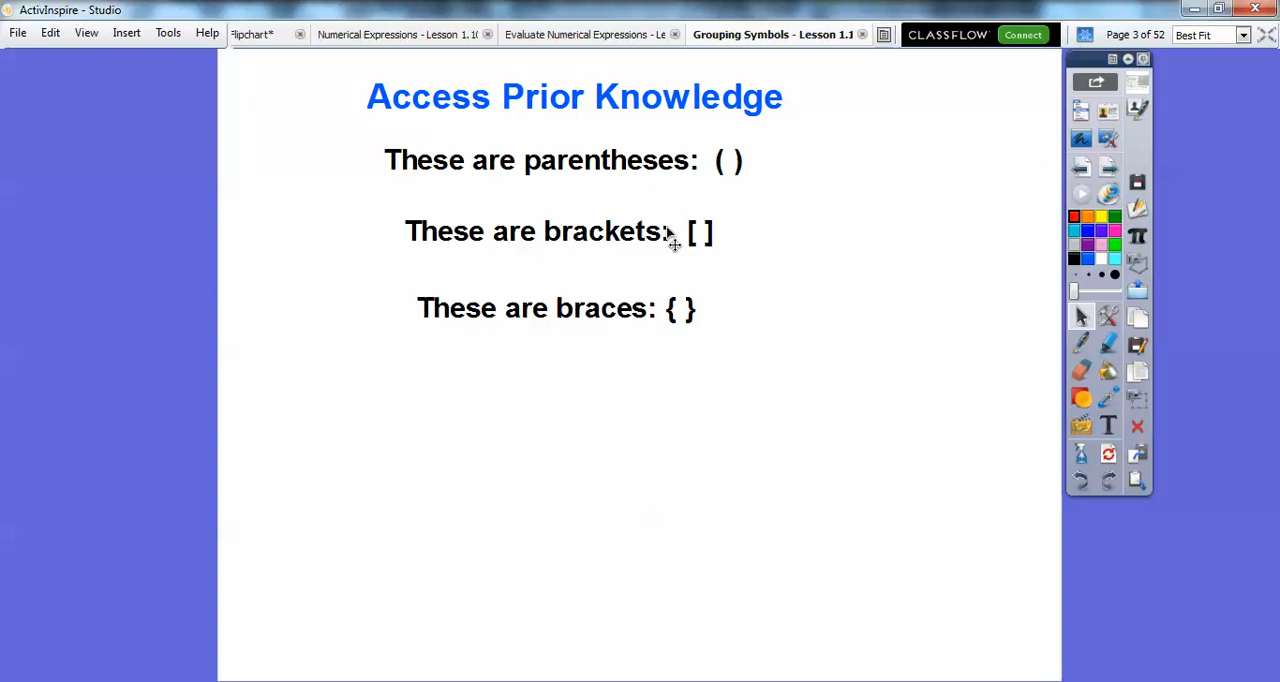 ActivInspire - Studio
File Edit View Insert Tools Help
flipchart* Numerical Expressions - Lesson 1.10 Evaluate Numerical Expressions - Le Grouping Symbols - Lesson 1.1 CLASSFLOW Connect Page 3 of 52 Best Fit
Access Prior Knowledge
These are parentheses: ( )
These are brackets: [ ]
These are braces: { }